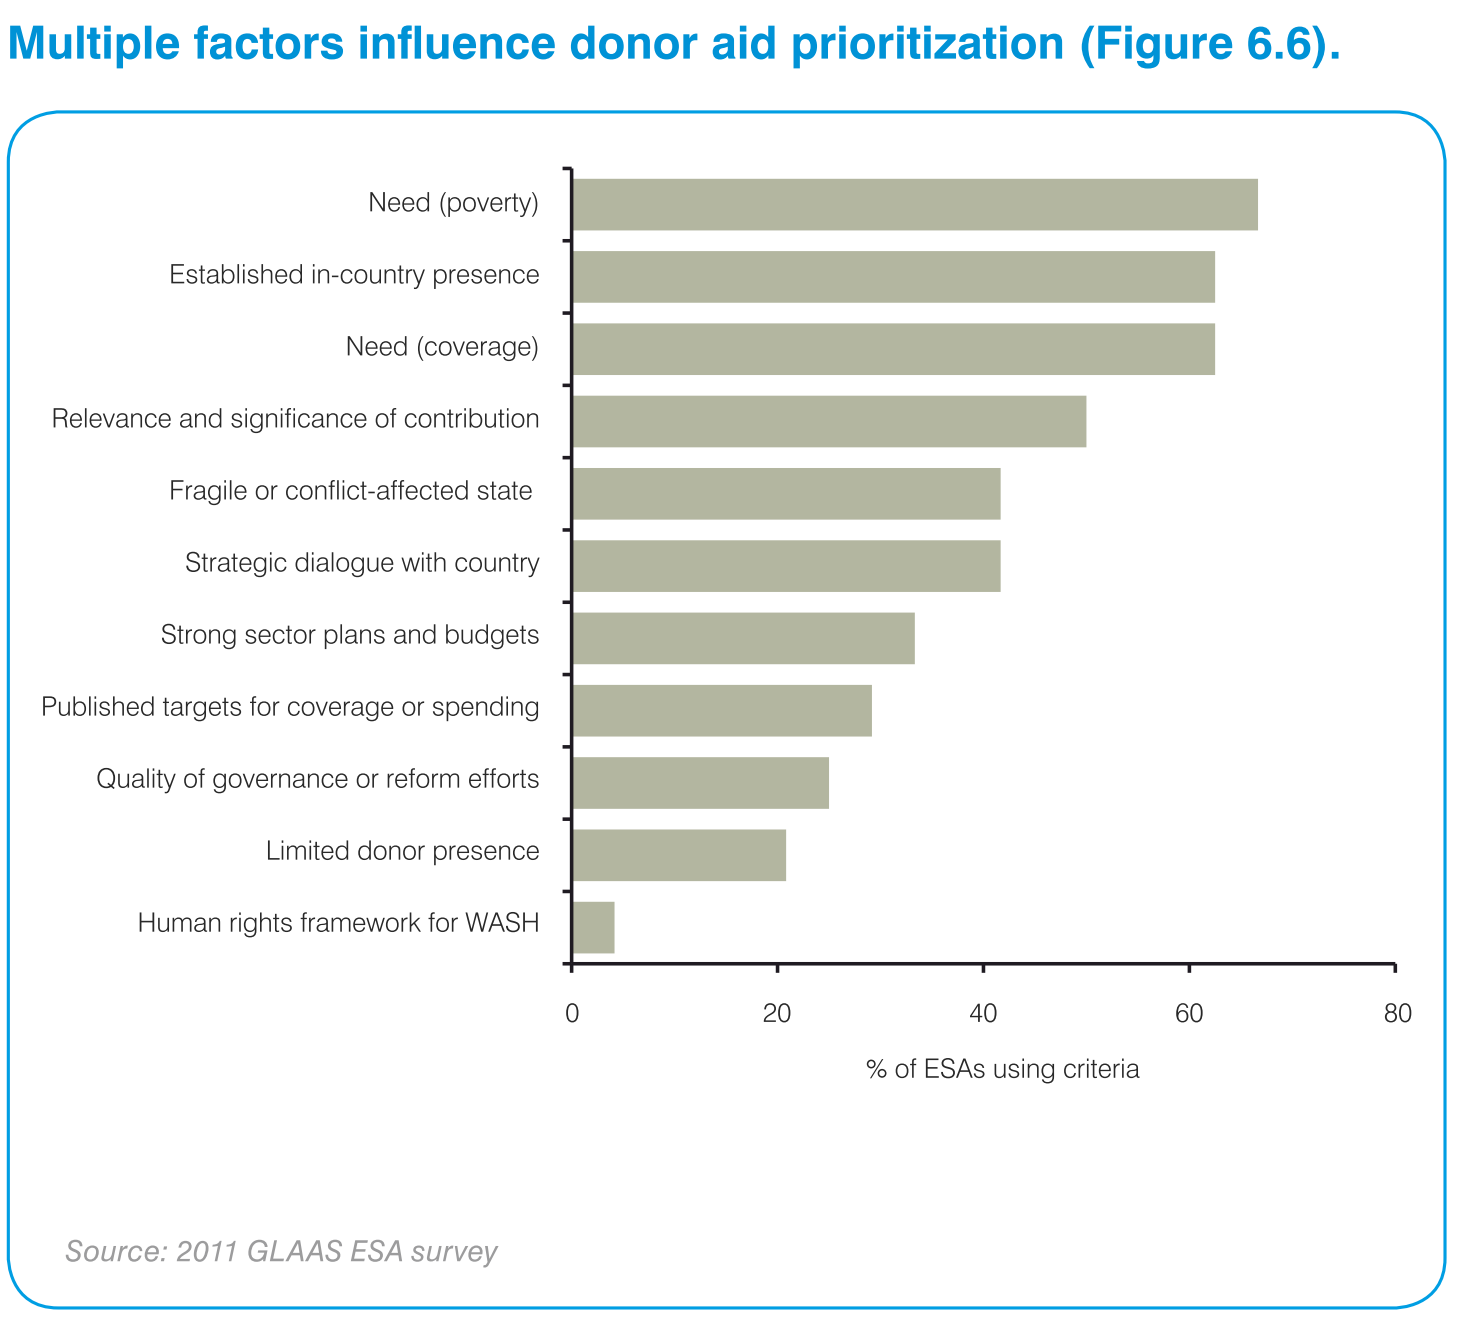 Multiple factors influence donor aid prioritization (Figure 6.6).
Need (poverty)
Established in-country presence
Need (coverage)
Relevance and significance of contribution
Fragile or conflict-affected state
Strategic dialogue with country
Strong sector plans and budgets
Published targets for coverage or spending
Quality of governance or reform efforts
Limited donor presence
Human rights framework for WASH
0 20 40 60 80
% of ESAs using criteria
Source: 2011 GLAAS ESA survey